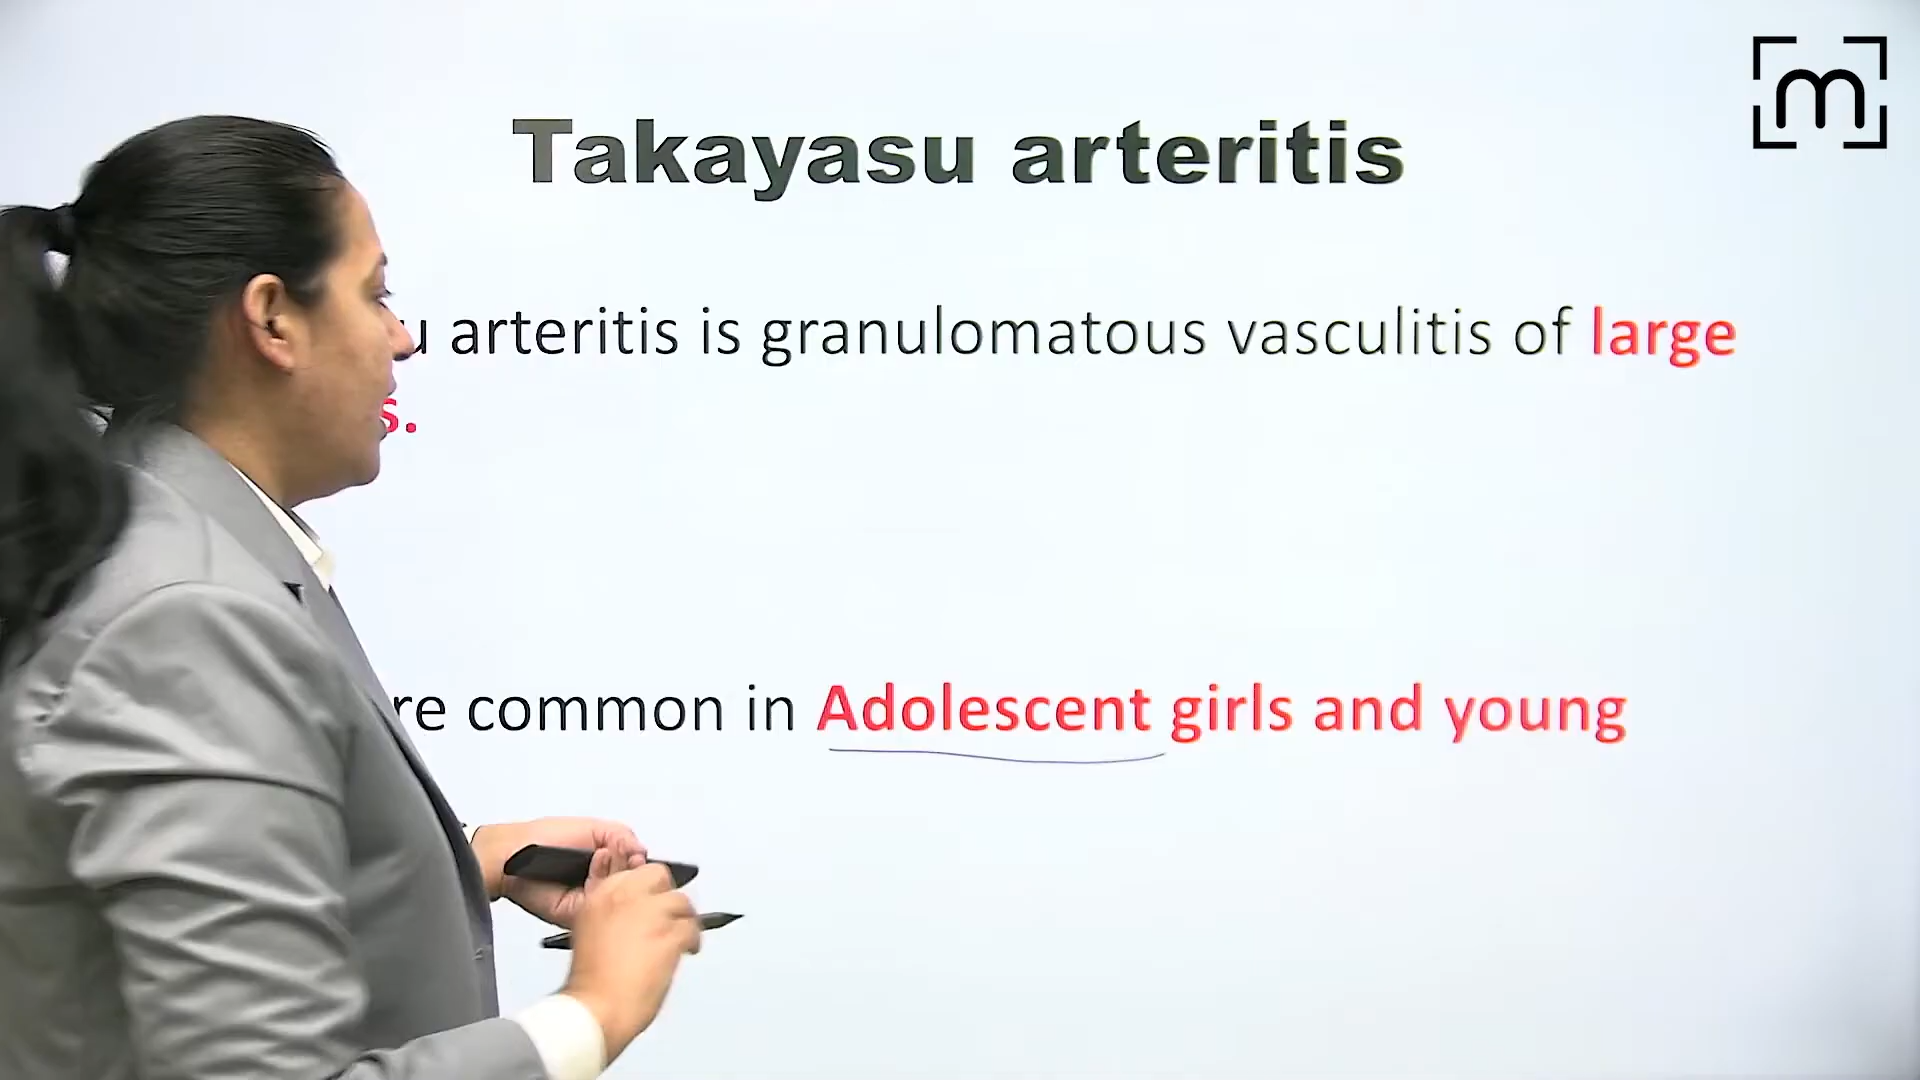 m
Takayasu arteritis
u arteritis is granulomatous vasculitis of large
s.
re common in Adolescent girls and young